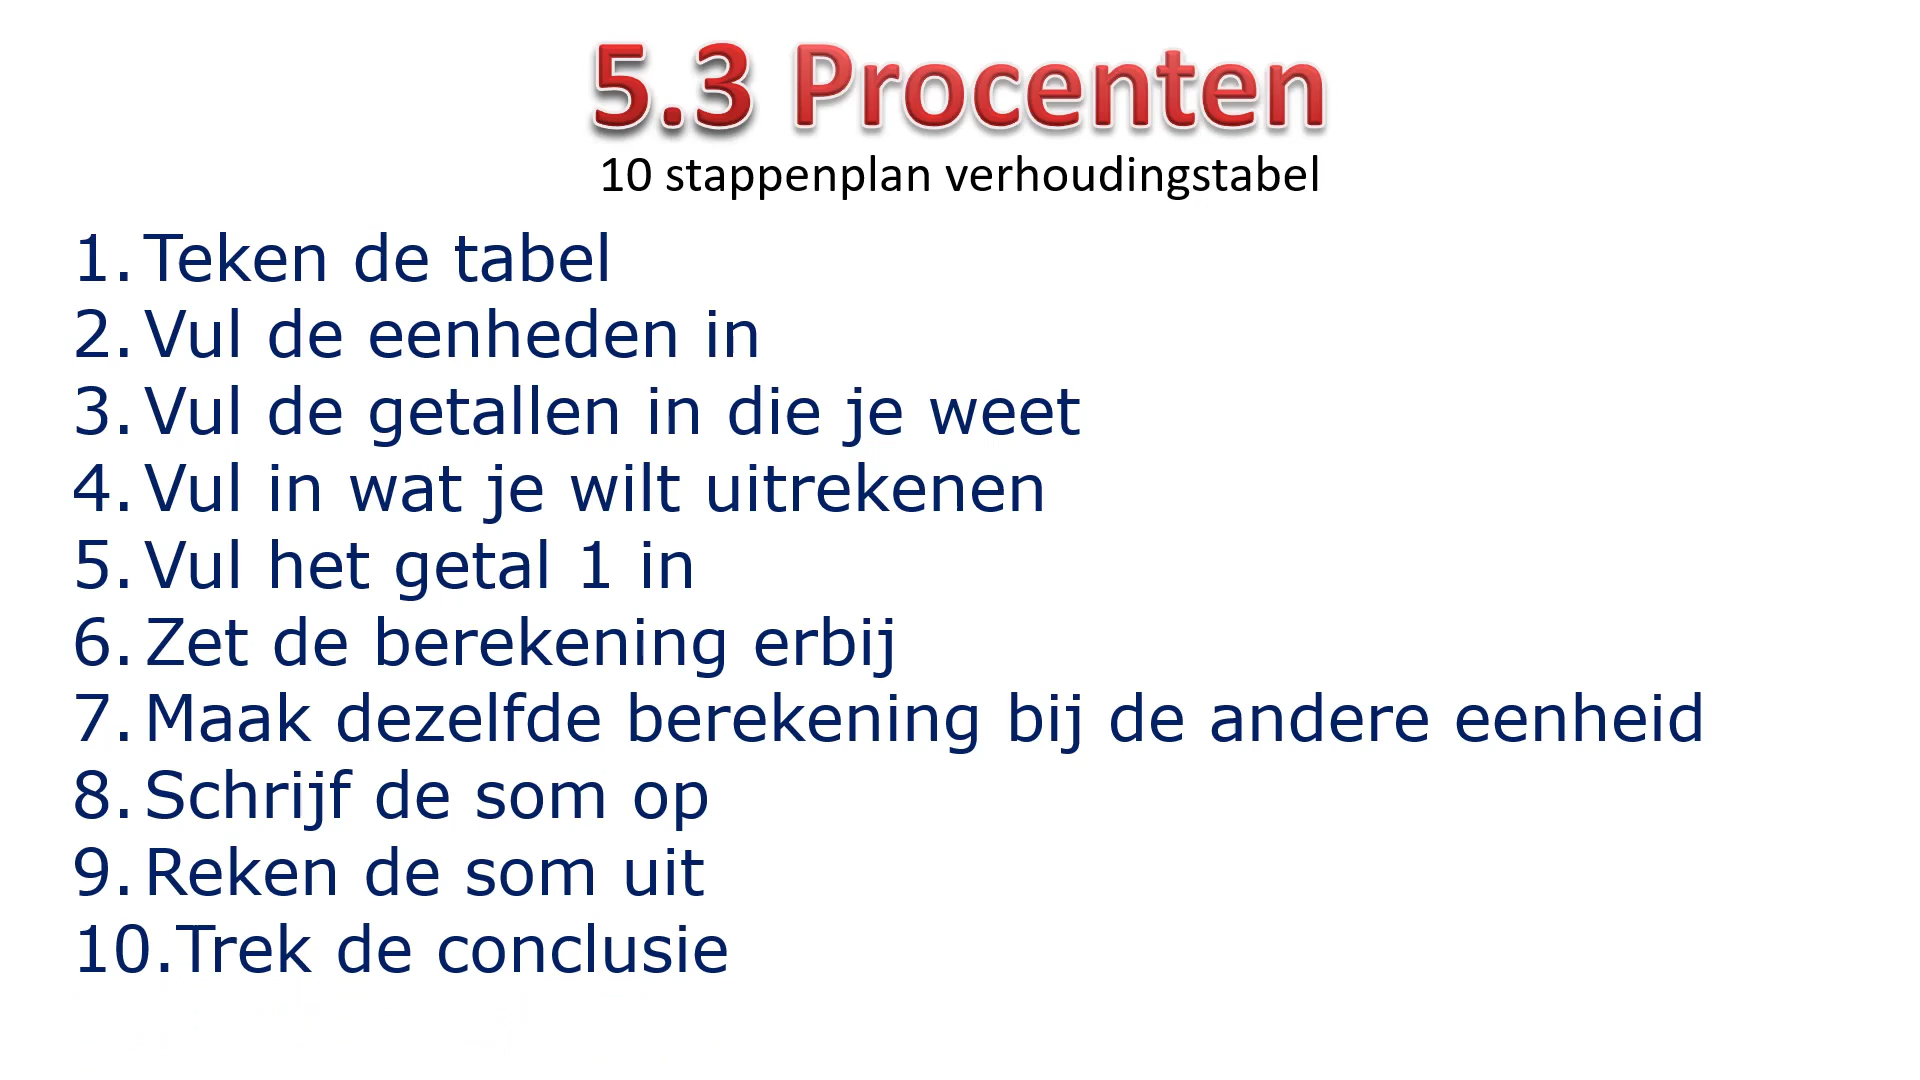 5.3 Procenten
10 stappenplan verhoudingstabel
1. Teken de tabel
2. Vul de eenheden in
3. Vul de getallen in die je weet
4. Vul in wat je wilt uitrekenen
5. Vul het getal 1 in
6. Zet de berekening erbij
7. Maak dezelfde berekening bij de andere eenheid
8. Schrijf de som op
9. Reken de som uit
10.Trek de conclusie